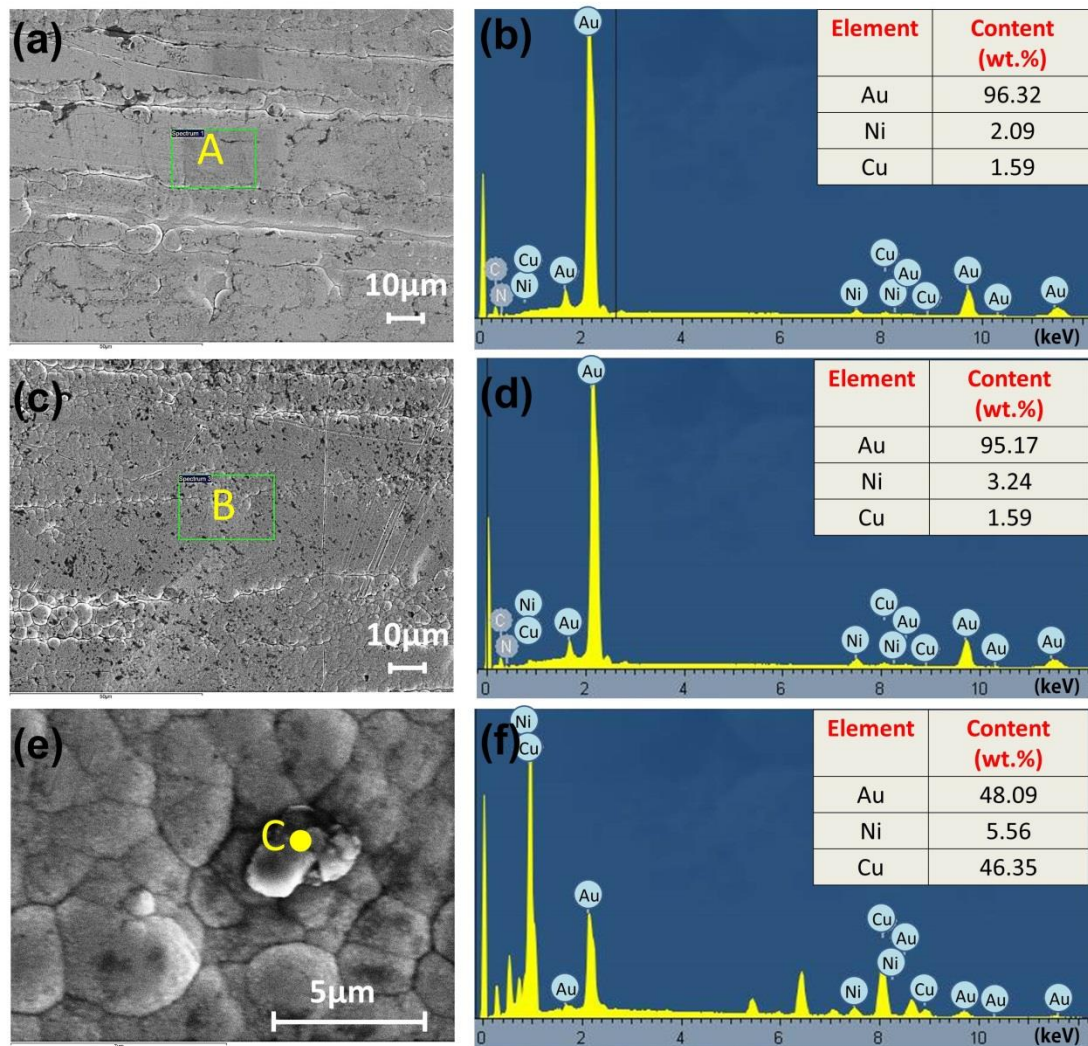 (a)
Spectrum 1
A
10μm
(b)
Au
Element Content
(wt.%)
Au 96.32
Ni 2.09
Cu 1.59
C
N
Cu
Ni
Au
Ni
Cu
Ni
Au
Cu
Au
Au
Au
0 2 4 6 8 10 (keV)
(c)
Spectrum 3
B
10μm
(d)
Au
Element Content
(wt.%)
Au 95.17
Ni 3.24
Cu 1.59
C
N
Ni
Cu
Au
Ni
Cu
Ni
Au
Cu
Au
Au
Au
0 2 4 6 8 10 (keV)
(e)
C
5μm
(f)
Ni
Cu
Element Content
(wt.%)
Au 48.09
Ni 5.56
Cu 46.35
Au
Au
Ni
Cu
Au
Ni
Cu
Au
Au
Au
0 2 4 6 8 10 (keV)